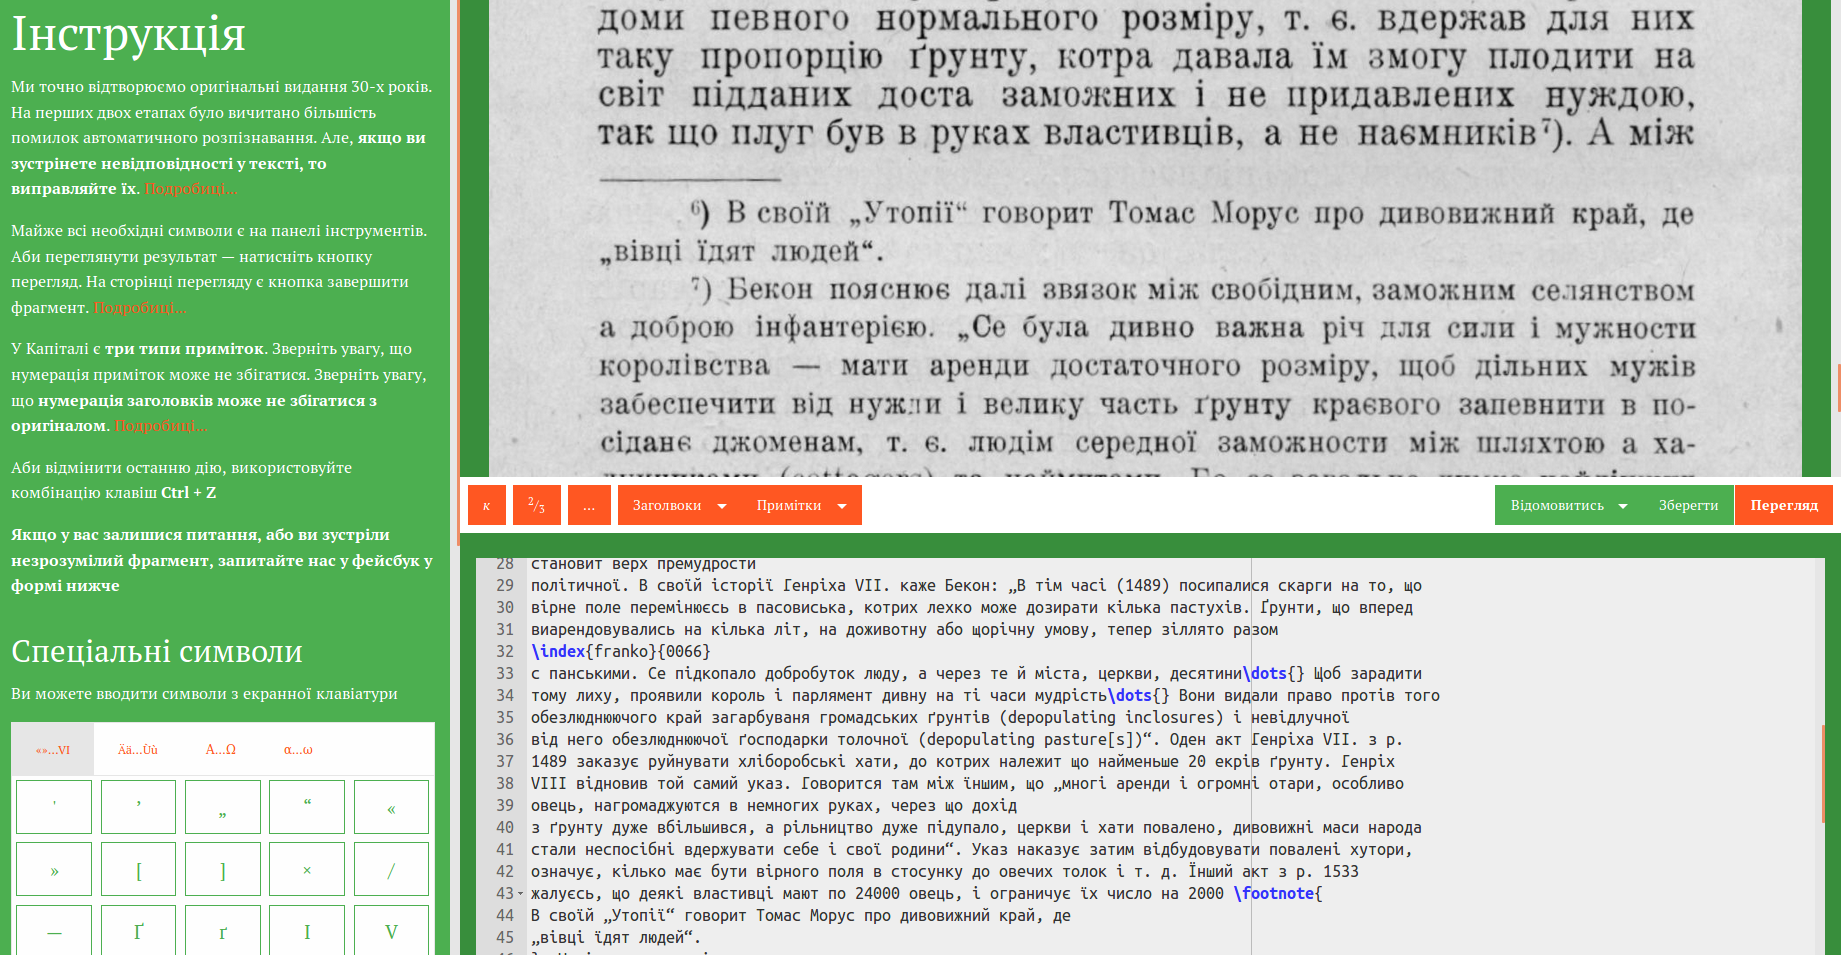 Інструкція
Ми точно відтворюємо оригінальні видання 30-х років.
На перших двох етапах було вичитано більшість
помилок автоматичного розпізнавання. Але, якщо ви
зустрінете невідповідності у тексті, то
виправляйте їх. Подробиці...
Майже всі необхідні символи є на панелі інструментів.
Аби переглянути результат — натисніть кнопку
перегляд. На сторінці перегляду є кнопка завершити
фрагмент. Подробиці...
У Капіталі є три типи приміток. Зверніть увагу, що
нумерація приміток може не збігатися. Зверніть увагу,
що нумерація заголовків може не збігатися з
оригіналом. Подробиці...
Аби відмінити останню дію, використовуйте
комбінацію клавіш Ctrl + Z
Якщо у вас залишися питання, або ви зустріли
незрозумілий фрагмент, запитайте нас у фейсбук у
формі нижче
Спеціальні символи
Ви можете вводити символи з екранної клавіатури
«»...VI Ää...Ùù Α...Ω α...ω
' ’ „ “ «
» [ ] × /
— Ґ ґ I V
доми певного нормального розміру, т. є. вдержав для них
таку пропорцію ґрунту, котра давала їм змогу плодити на
світ підданих доста заможних і не придавлених нуждою,
так що плуг був в руках властивців, а не наємників⁷). А між
⁶) В своїй „Утопії“ говорит Томас Морус про дивовижний край, де
„вівці їдят людей“.
⁷) Бекон пояснює далі звязок між свобідним, заможним селянством
а доброю інфантерією. „Се була дивно важна річ для сили і мужности
королівства — мати аренди достаточного розміру, щоб дільних мужів
забеспечити від нужди і велику часть ґрунту краєвого запевнити в по-
сіданє джоменам, т. є. людім середної заможности між шляхтою а ха-
к 2/3 ... Заголвоки Примітки Відомовитись Зберегти Перегляд
28 становит верх премудрости
29 політичної. В своїй історії Генріха VII. каже Бекон: „В тім часі (1489) посипалися скарги на то, що
30 вірне поле перемінюєсь в пасовиська, котрих лехко може дозирати кілька пастухів. Ґрунти, що вперед
31 виарендовувались на кілька літ, на доживотну або щорічну умову, тепер зіллято разом
32 \index{franko}{0066}
33 с панськими. Се підкопало добробуток люду, а через те й міста, церкви, десятини\dots{} Щоб зарадити
34 тому лиху, проявили король і парлямент дивну на ті часи мудрість\dots{} Вони видали право протів того
35 обезлюднюючого край загарбуваня громадських ґрунтів (depopulating inclosures) і невідлучної
36 від него обезлюднюючої ґосподарки толочної (depopulating pasture[s])“. Оден акт Генріха VII. з р.
37 1489 заказує руйнувати хліборобські хати, до котрих належит що найменьше 20 екрів ґрунту. Генріх
38 VIII відновив той самий указ. Говорится там між їншим, що „многі аренди і огромні отари, особливо
39 овець, нагромаджуются в немногих руках, через що дохід
40 з ґрунту дуже вбільшився, а рільництво дуже підупало, церкви і хати повалено, дивовижні маси народа
41 стали неспосібні вдержувати себе і свої родини“. Указ наказує затим відбудовувати повалені хутори,
42 означує, кілько має бути вірного поля в стосунку до овечих толок і т. д. Їнший акт з р. 1533
43 жалуєсь, що деякі властивці мают по 24000 овець, і ограничує їх число на 2000 \footnote{
44 В своїй „Утопії“ говорит Томас Морус про дивовижний край, де
45 „вівці їдят людей“.